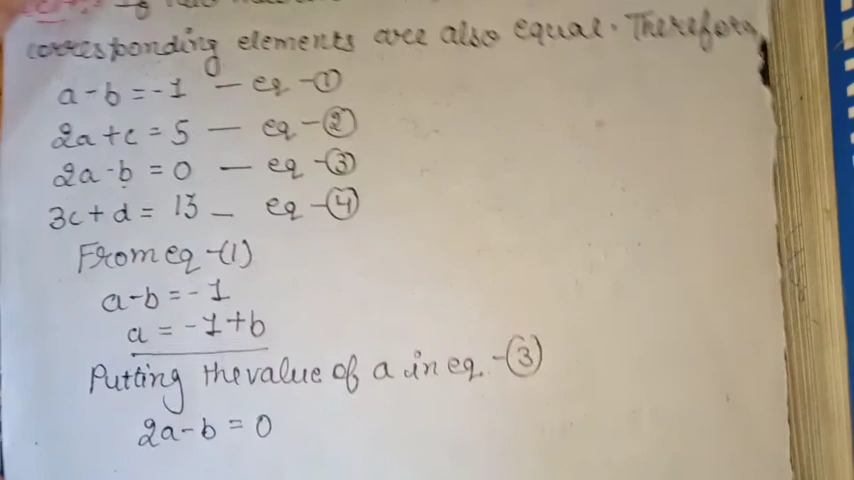 corresponding elements are also equal. Therefore,
a-b = -1 — eq-①
2a+c = 5 — eq-②
2a-b = 0 — eq-③
3c+d = 13 — eq-④
From eq-(1)
a-b = -1
a = -1+b
Putting the value of a in eq.-③
2a-b = 0